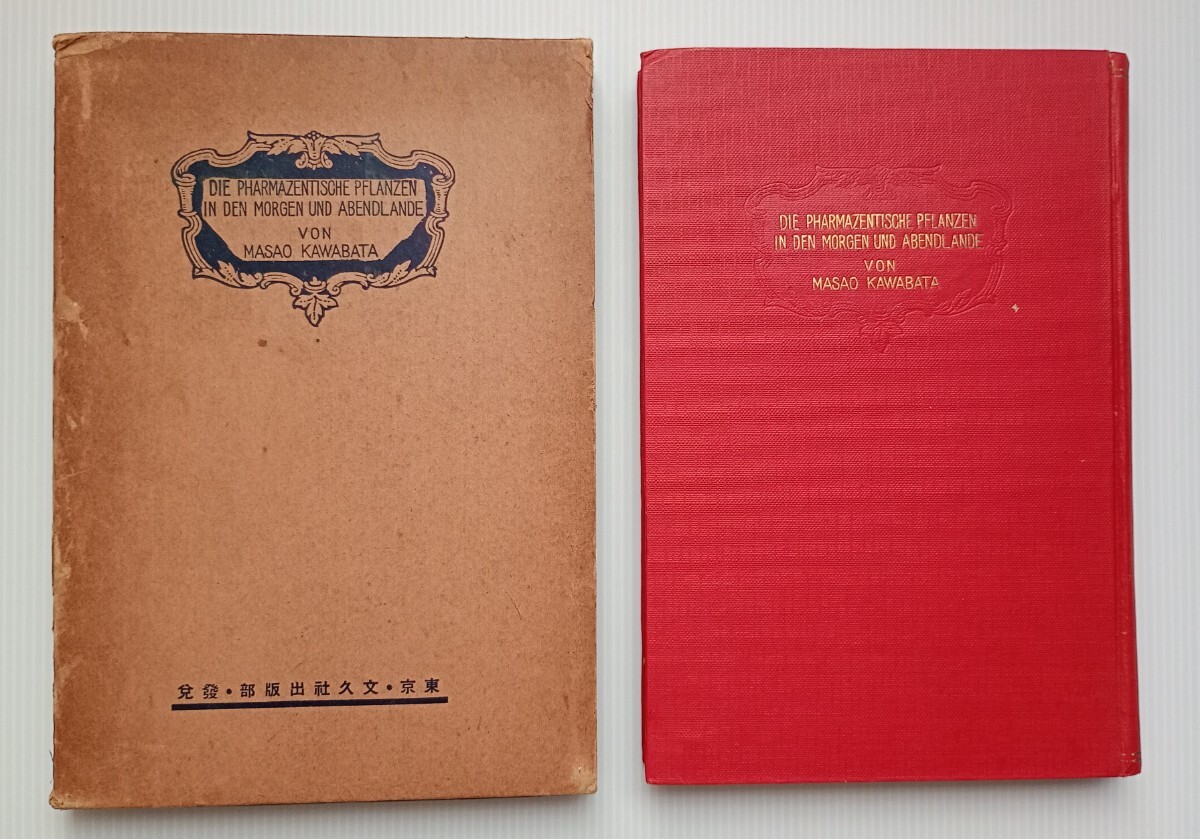 DIE PHARMAZENTISCHE PFLANZEN
IN DEN MORGEN UND ABENDLANDE
VON
MASAO KAWABATA
東京・文久社出版部・發兌
DIE PHARMAZENTISCHE PFLANZEN
IN DEN MORGEN UND ABENDLANDE
VON
MASAO KAWABATA